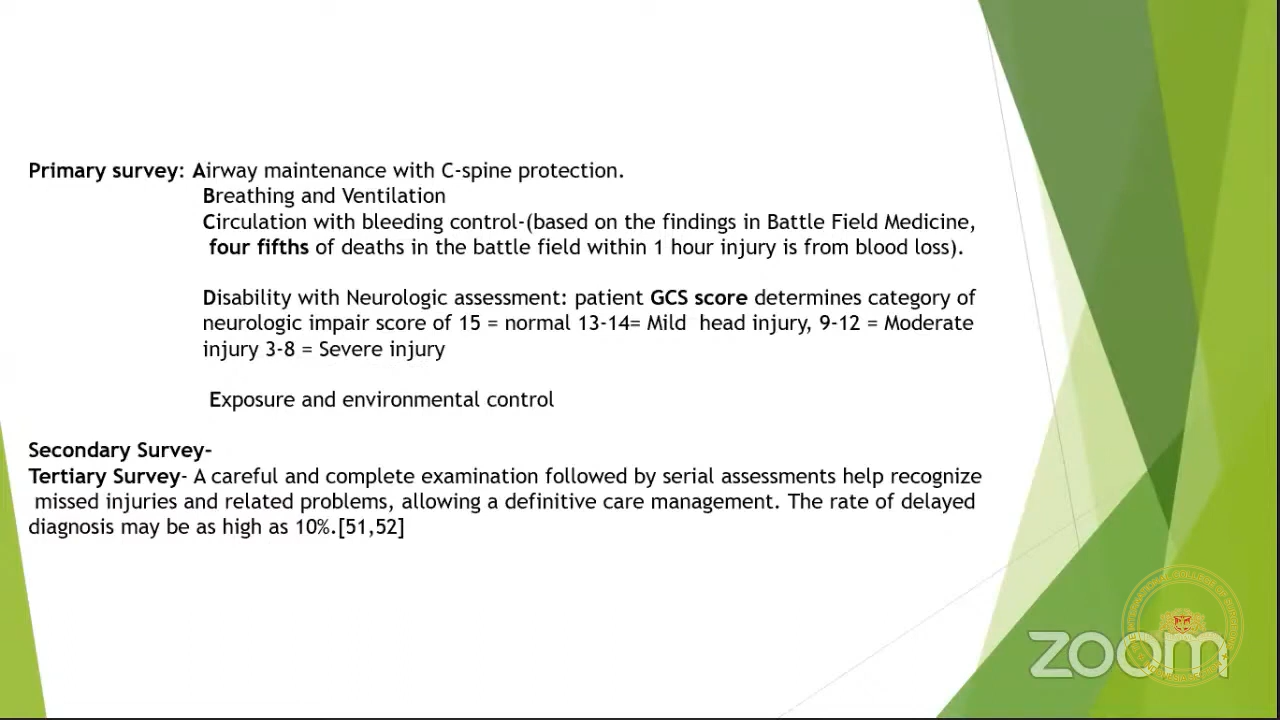 Primary survey: Airway maintenance with C-spine protection.
Breathing and Ventilation
Circulation with bleeding control-(based on the findings in Battle Field Medicine,
four fifths of deaths in the battle field within 1 hour injury is from blood loss).
Disability with Neurologic assessment: patient GCS score determines category of
neurologic impair score of 15 = normal 13-14= Mild head injury, 9-12 = Moderate
injury 3-8 = Severe injury
Exposure and environmental control
Secondary Survey-
Tertiary Survey- A careful and complete examination followed by serial assessments help recognize
missed injuries and related problems, allowing a definitive care management. The rate of delayed
diagnosis may be as high as 10%.[51,52]
zoom